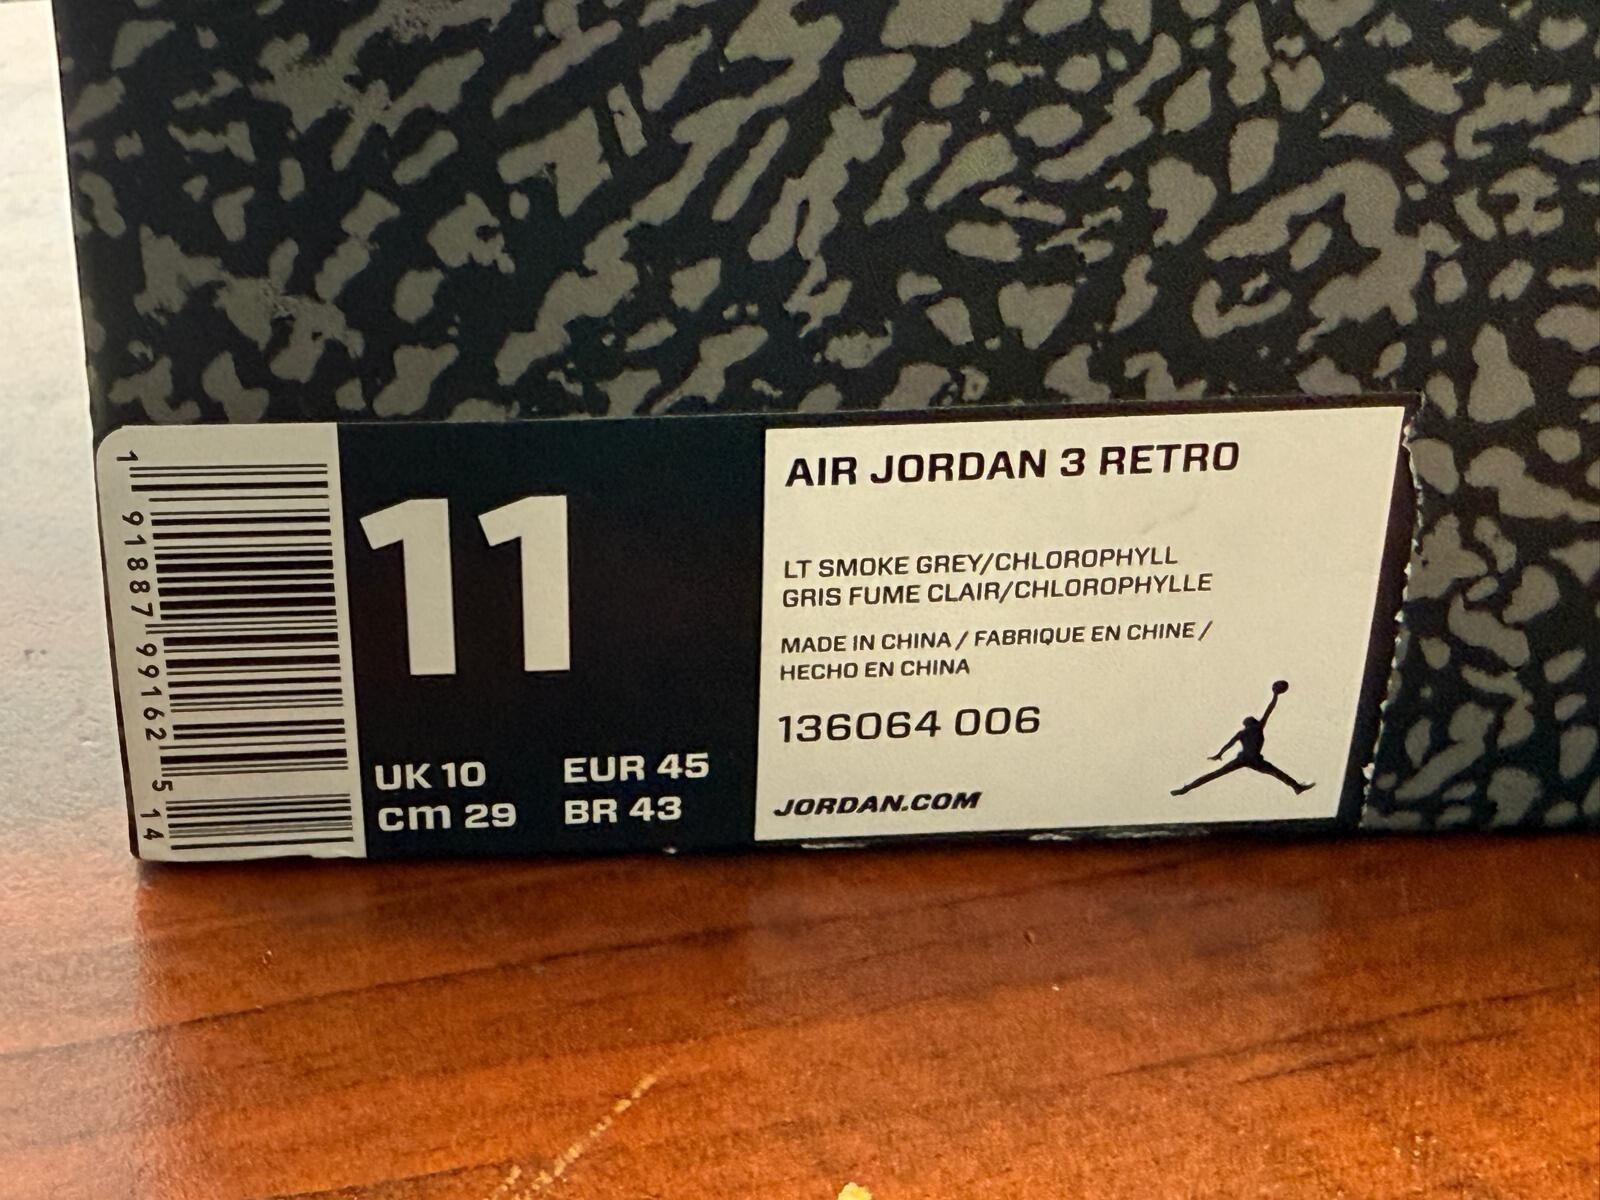 1 91887 99162 5 14
11
UK 10 EUR 45
cm 29 BR 43
AIR JORDAN 3 RETRO
LT SMOKE GREY/CHLOROPHYLL
GRIS FUME CLAIR/CHLOROPHYLLE
MADE IN CHINA / FABRIQUE EN CHINE /
HECHO EN CHINA
136064 006
JORDAN.COM